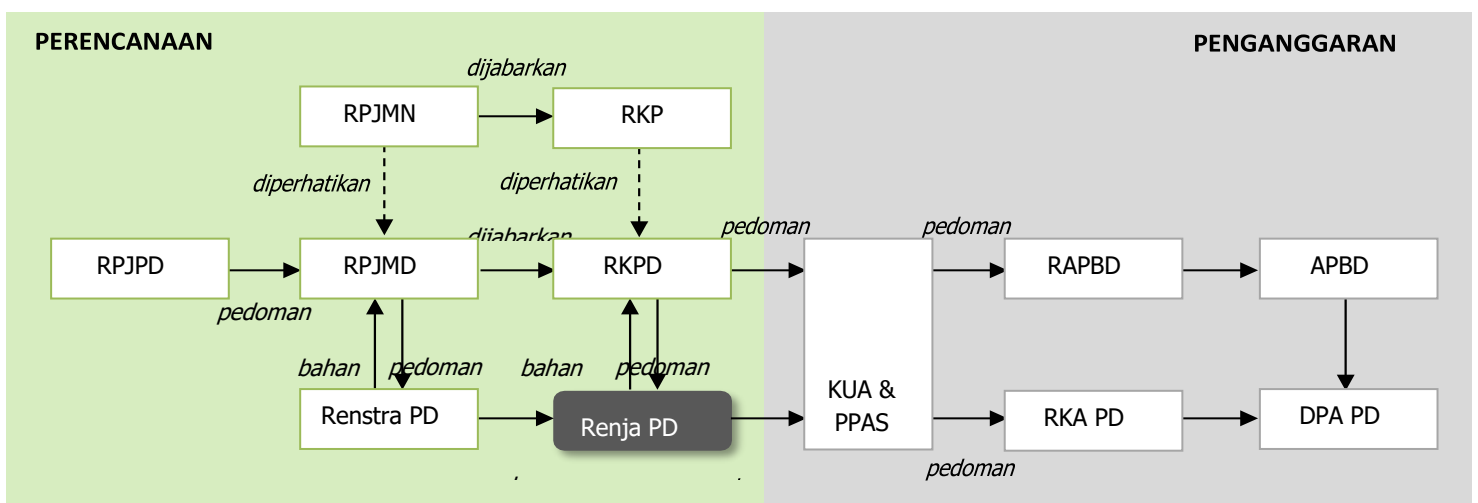 PERENCANAAN
PENGANGGARAN
dijabarkan
RPJMN
RKP
diperhatikan
diperhatikan
dijabarkan
pedoman
pedoman
RPJPD
RPJMD
RKPD
RAPBD
APBD
pedoman
bahan
pedoman
bahan
pedoman
KUA &
PPAS
Renstra PD
Renja PD
RKA PD
DPA PD
pedoman